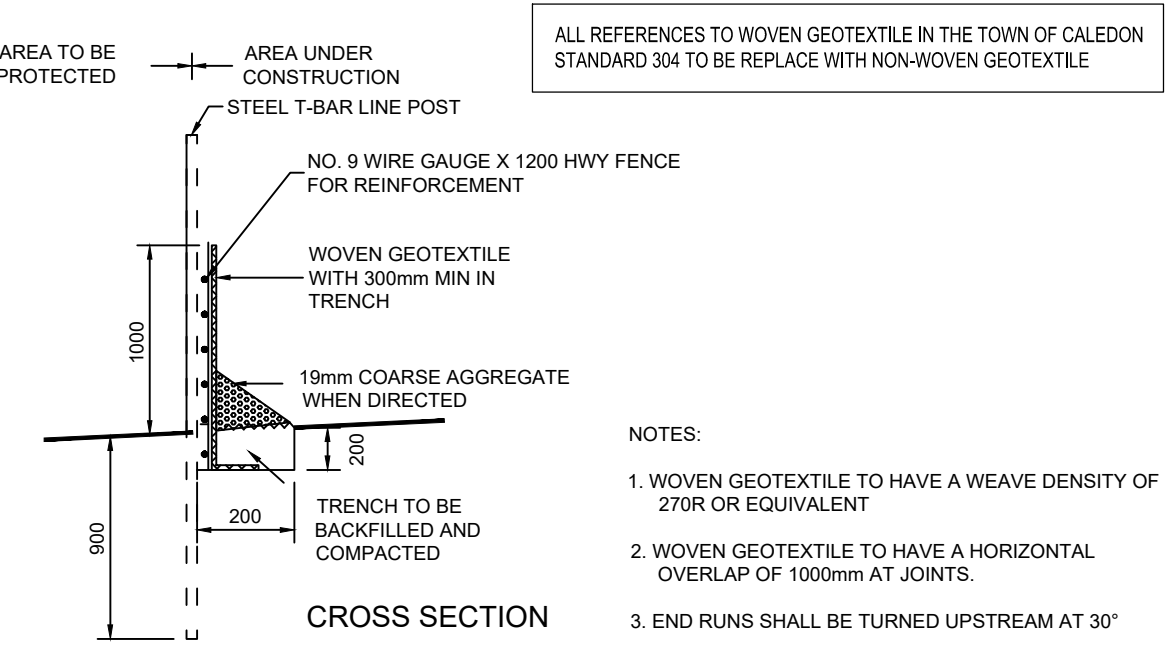 ALL REFERENCES TO WOVEN GEOTEXTILE IN THE TOWN OF CALEDON
STANDARD 304 TO BE REPLACE WITH NON-WOVEN GEOTEXTILE
AREA TO BE
PROTECTED
AREA UNDER
CONSTRUCTION
STEEL T-BAR LINE POST
NO. 9 WIRE GAUGE X 1200 HWY FENCE
FOR REINFORCEMENT
WOVEN GEOTEXTILE
WITH 300mm MIN IN
TRENCH
1000
19mm COARSE AGGREGATE
WHEN DIRECTED
200
200
900
TRENCH TO BE
BACKFILLED AND
COMPACTED
CROSS SECTION
NOTES:
1. WOVEN GEOTEXTILE TO HAVE A WEAVE DENSITY OF
270R OR EQUIVALENT
2. WOVEN GEOTEXTILE TO HAVE A HORIZONTAL
OVERLAP OF 1000mm AT JOINTS.
3. END RUNS SHALL BE TURNED UPSTREAM AT 30°